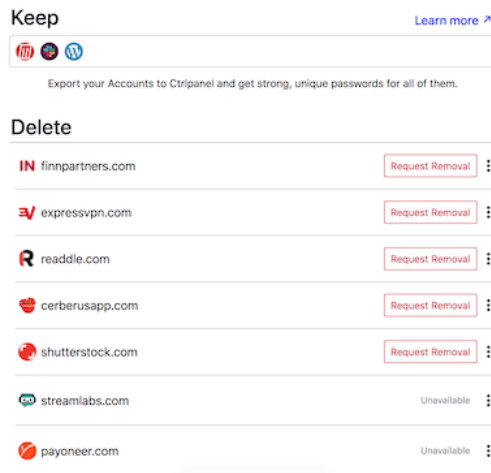 Keep
Learn more ↗
Export your Accounts to Ctrlpanel and get strong, unique passwords for all of them.
Delete
IN finnpartners.com Request Removal
expressvpn.com Request Removal
readdle.com Request Removal
cerberusapp.com Request Removal
shutterstock.com Request Removal
streamlabs.com Unavailable
payoneer.com Unavailable